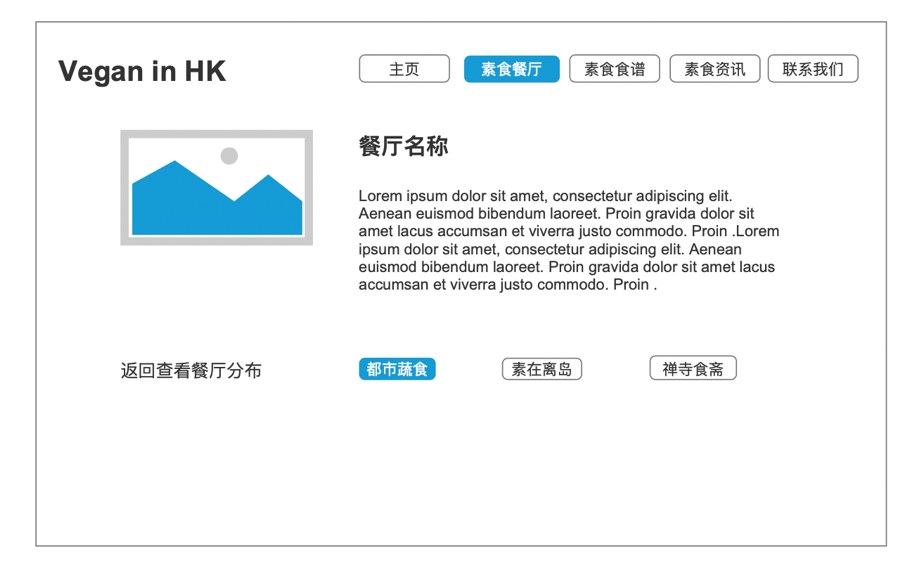 Vegan in HK
主页
素食餐厅
素食食谱
素食资讯
联系我们
餐厅名称
Lorem ipsum dolor sit amet, consectetur adipiscing elit.
Aenean euismod bibendum laoreet. Proin gravida dolor sit
amet lacus accumsan et viverra justo commodo. Proin .Lorem
ipsum dolor sit amet, consectetur adipiscing elit. Aenean
euismod bibendum laoreet. Proin gravida dolor sit amet lacus
accumsan et viverra justo commodo. Proin .
返回查看餐厅分布
都市蔬食
素在离岛
禅寺食斋